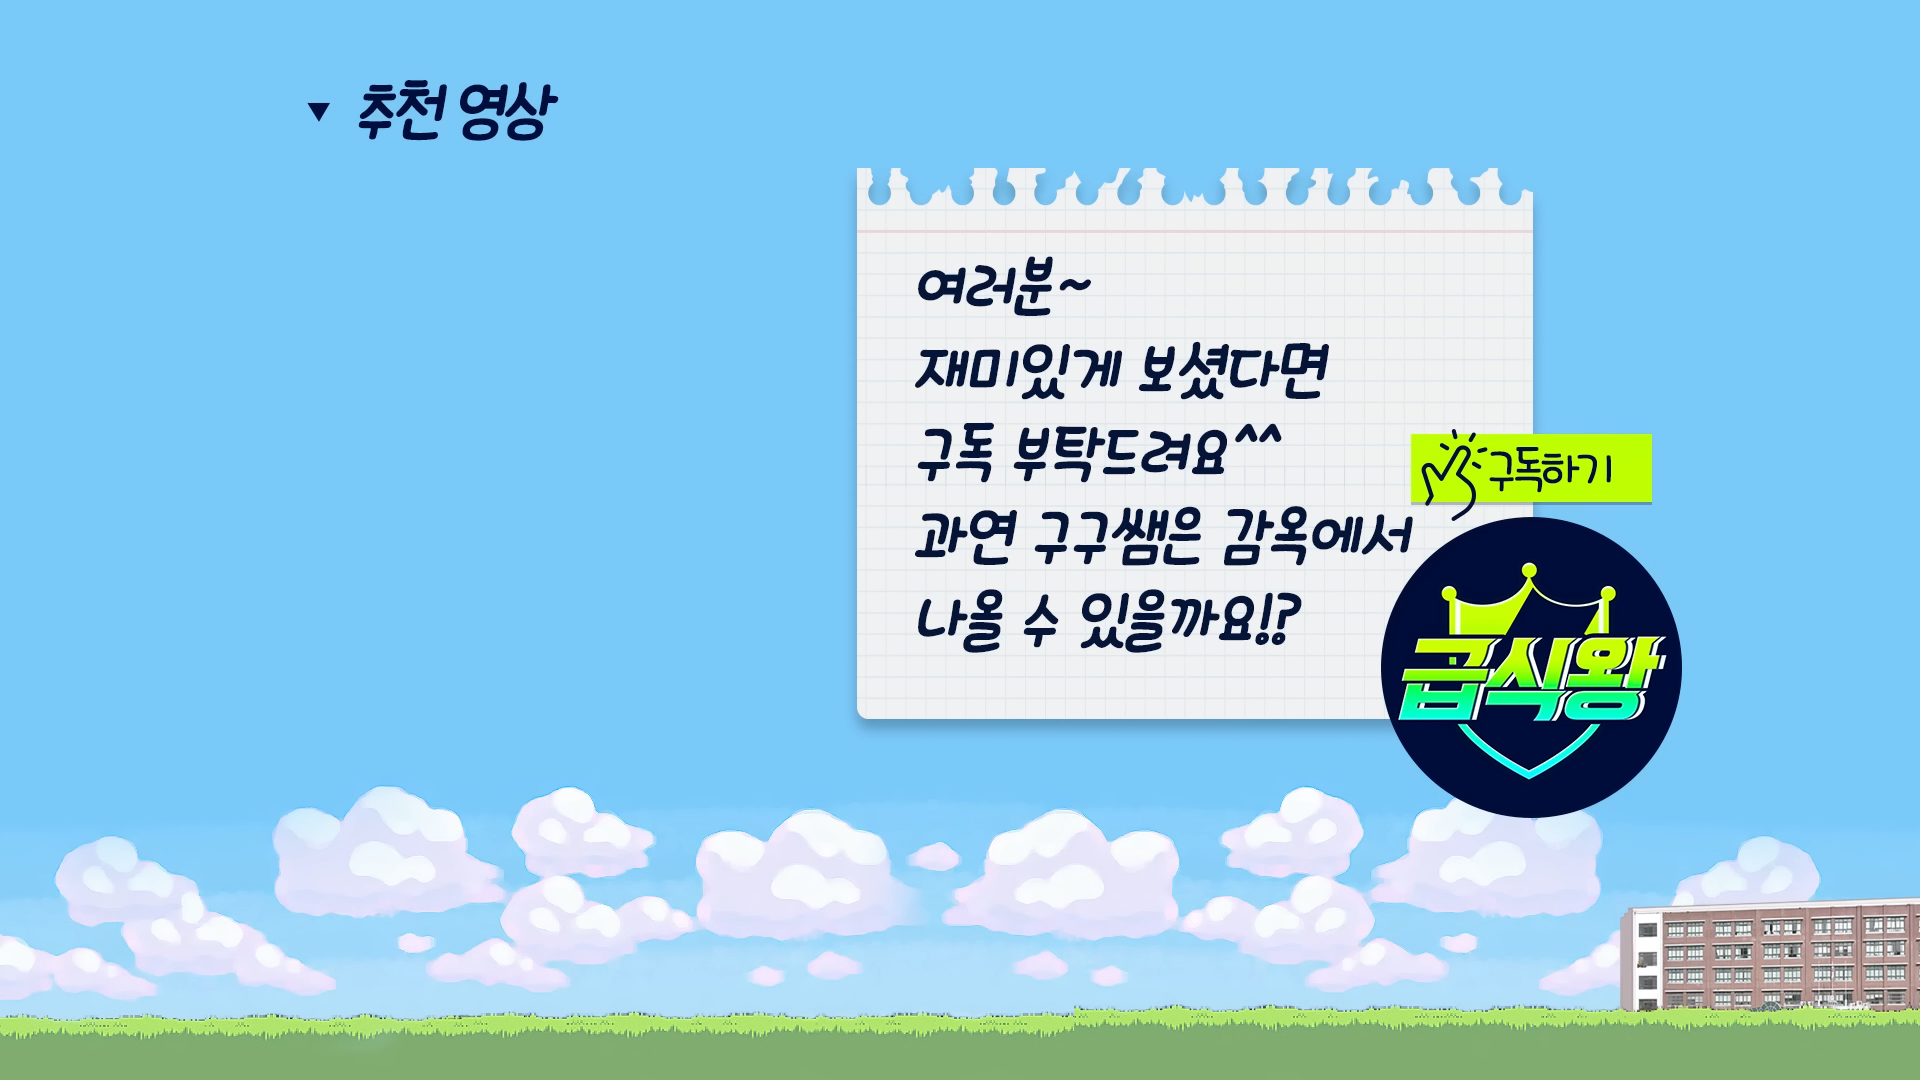 ▼ 추천 영상
여러분~
재미있게 보셨다면
구독 부탁드려요^^
과연 구구쌤은 감옥에서
나올 수 있을까요!?
구독하기
급식왕